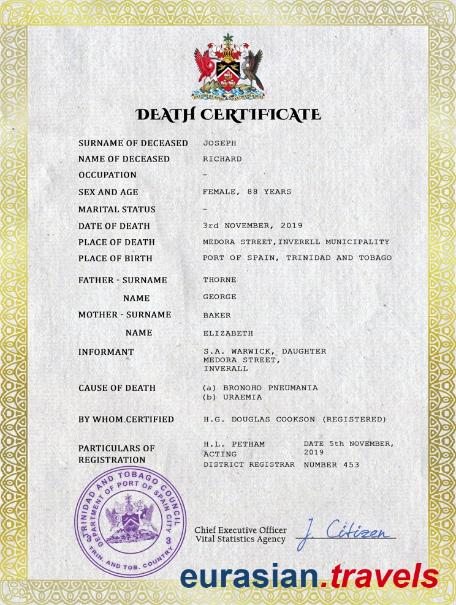 DEATH CERTIFICATE
SURNAME OF DECEASED JOSEPH
NAME OF DECEASED RICHARD
OCCUPATION -
SEX AND AGE FEMALE, 88 YEARS
MARITAL STATUS -
DATE OF DEATH 3rd NOVEMBER, 2019
PLACE OF DEATH MEDORA STREET,INVERELL MUNICIPALITY
PLACE OF BIRTH PORT OF SPAIN, TRINIDAD AND TOBAGO
FATHER - SURNAME THORNE
NAME GEORGE
MOTHER - SURNAME BAKER
NAME ELIZABETH
INFORMANT S.A. WARWICK, DAUGHTER
MEDORA STREET,
INVERALL
CAUSE OF DEATH (a) BRONOHO PNEUMANIA
(b) URAEMIA
BY WHOM CERTIFIED H.G. DOUGLAS COOKSON (REGISTERED)
PARTICULARS OF H.L. PETHAM DATE 5th NOVEMBER,
REGISTRATION ACTING 2019
DISTRICT REGISTRAR NUMBER 453
TRINIDAD AND TOBAGO COUNCIL
DEPARTMENT OF PORT OF SPAIN CITY
TRIN. AND TOB. COUNTRY
Chief Executive Officer
Vital Statistics Agency
J. Citizen
eurasian.travels